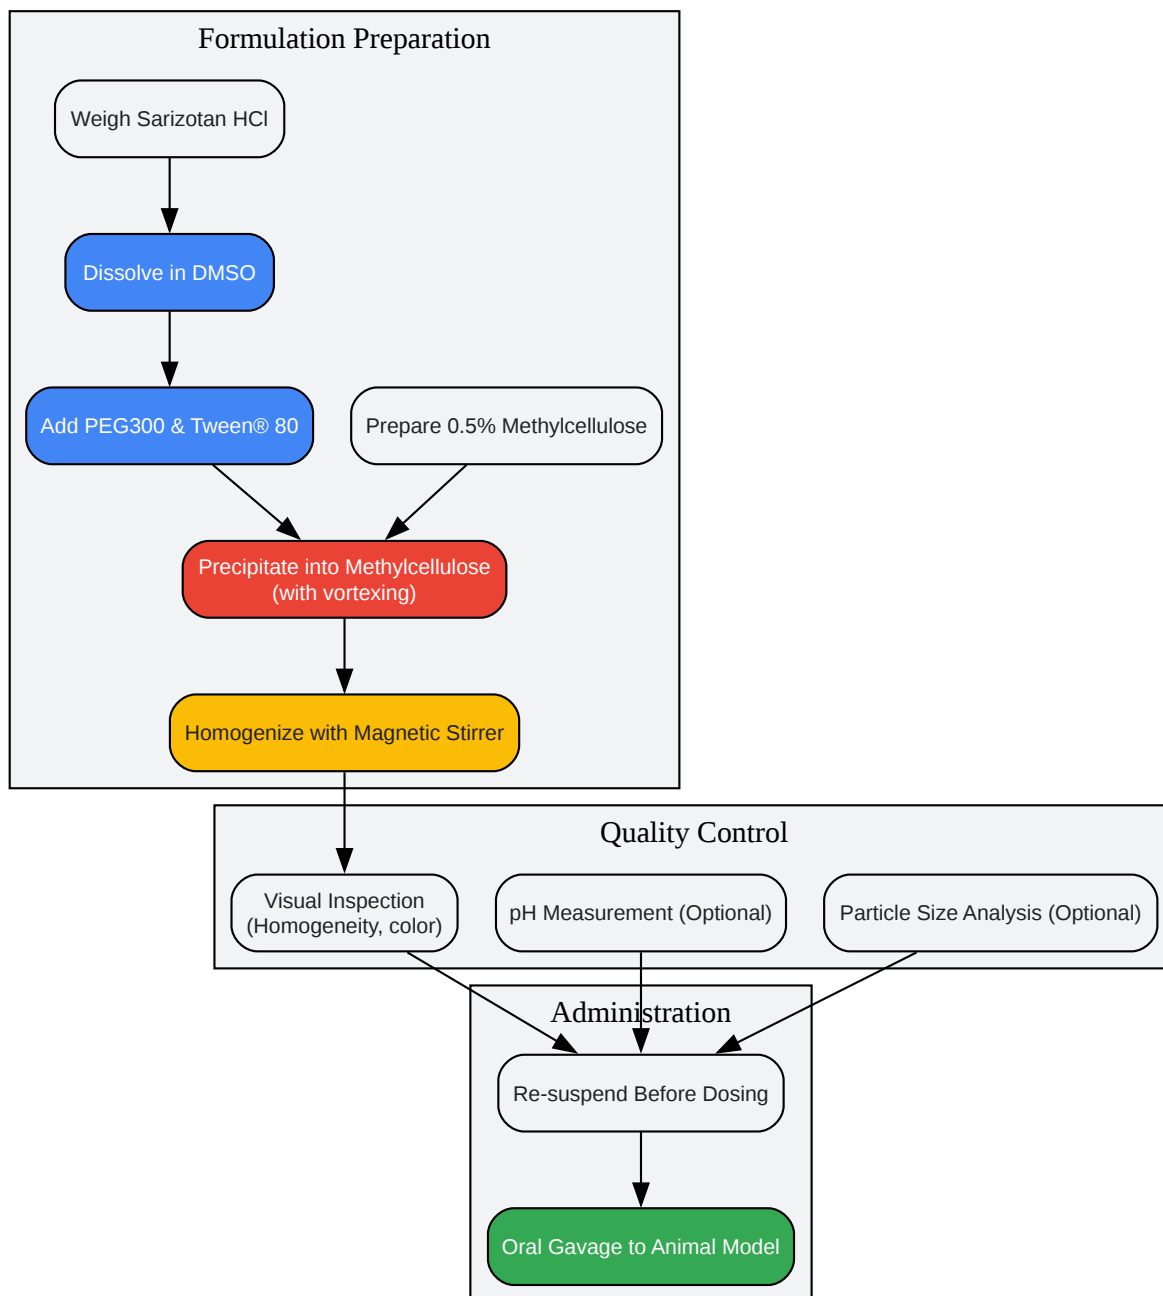 Formulation Preparation
Weigh Sarizotan HCl
Dissolve in DMSO
Add PEG300 & Tween® 80
Prepare 0.5% Methylcellulose
Precipitate into Methylcellulose
(with vortexing)
Homogenize with Magnetic Stirrer
Quality Control
Visual Inspection
(Homogeneity, color)
pH Measurement (Optional)
Particle Size Analysis (Optional)
Administration
Re-suspend Before Dosing
Oral Gavage to Animal Model